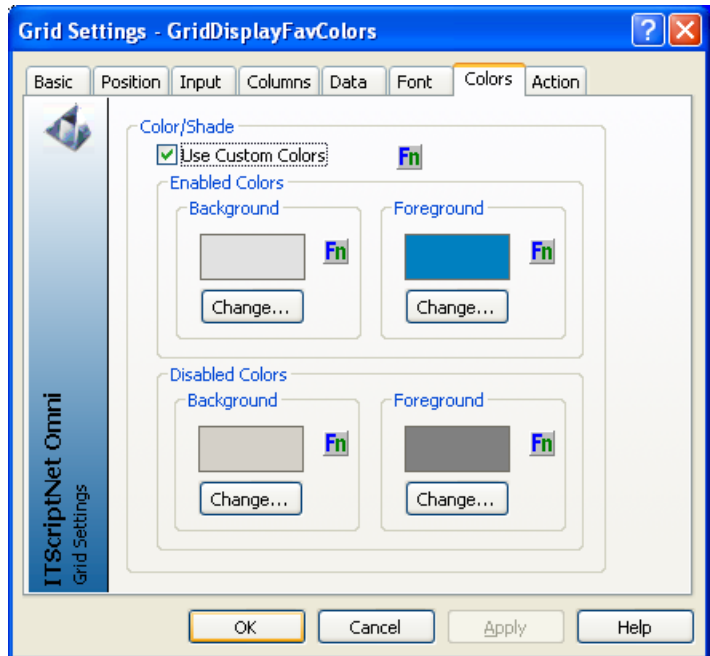 Grid Settings - GridDisplayFavColors
Basic Position Input Columns Data Font Colors Action
Color/Shade
Use Custom Colors Fn
Enabled Colors
Background Foreground
Fn Fn
Change... Change...
Disabled Colors
Background Foreground
Fn Fn
Change... Change...
ITScriptNet Omni
Grid Settings
OK Cancel Apply Help